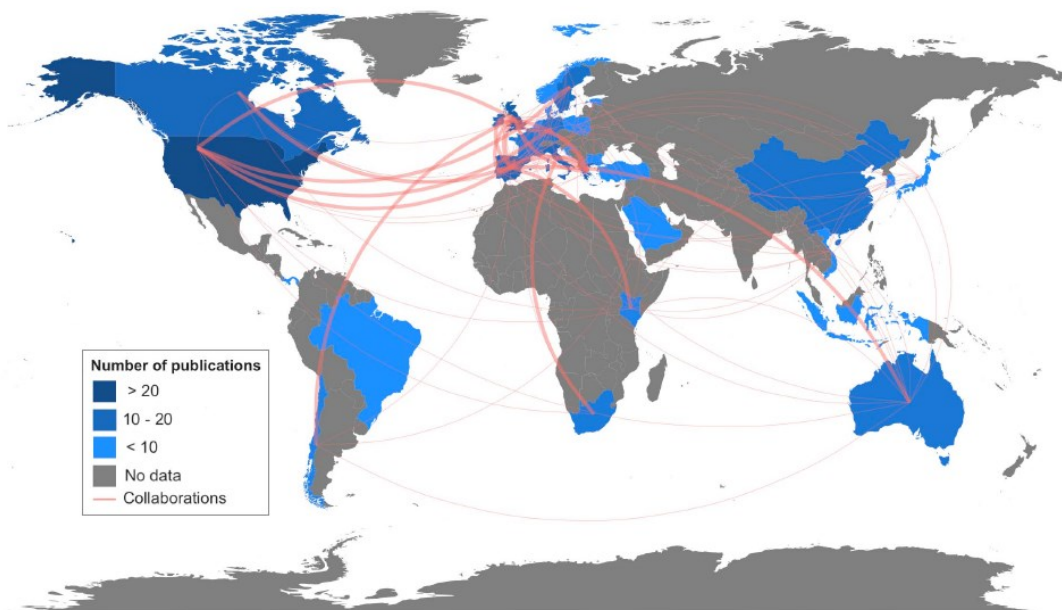 Number of publications
> 20
10 - 20
< 10
No data
Collaborations